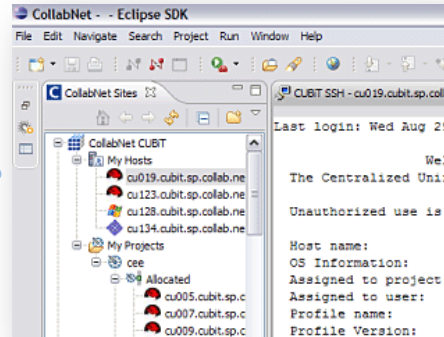 CollabNet - - Eclipse SDK
File Edit Navigate Search Project Run Window Help
CollabNet Sites
CUBiT SSH - cu019.cubit.sp.coll
Last login: Wed Aug 2
We
The Centralized Uni
Unauthorized use is
Host name:
OS Information:
Assigned to project
Assigned to user:
Profile name:
Profile Version:
CollabNet CUBiT
My Hosts
cu019.cubit.sp.collab.ne
cu123.cubit.sp.collab.ne
cu128.cubit.sp.collab.ne
cu134.cubit.sp.collab.ne
My Projects
cee
Allocated
cu005.cubit.sp.c
cu007.cubit.sp.c
cu009.cubit.sp.c